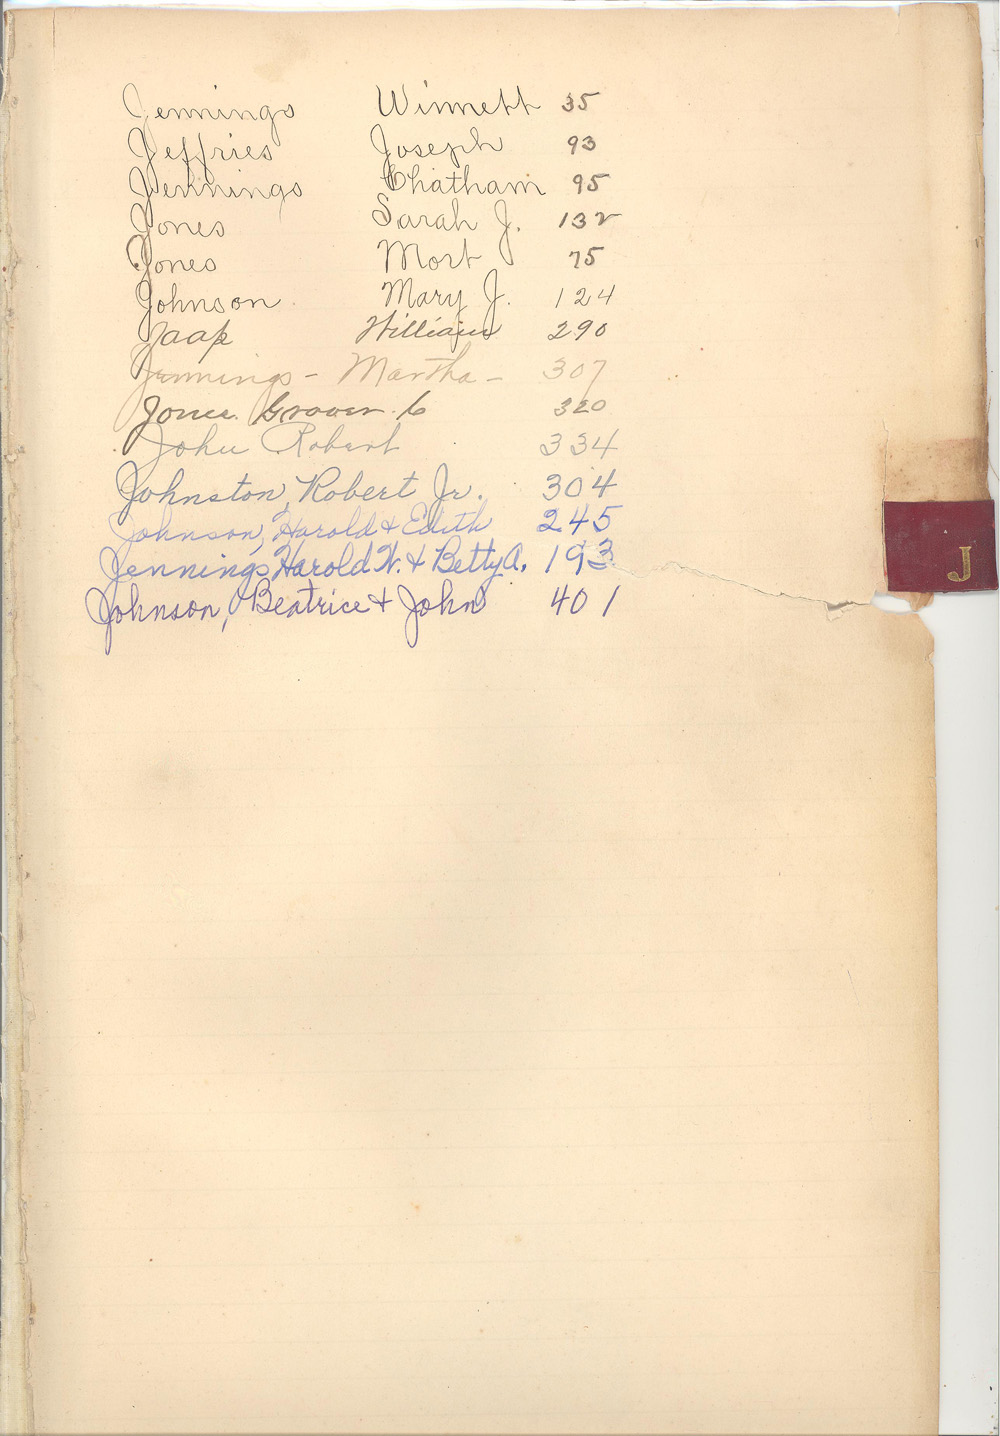 Jennings Winnett 35
Jeffries Joseph 93
Jennings Chatham 95
Jones Sarah J. 132
Jones Mort 75
Johnson Mary J. 124
Jaap William 290
Jennings - Martha - 307
Jones Grover C 320
John Robert 334
Johnston, Robert Jr. 304
Johnson, Harold & Edith 245
Jennings Harold W. & Betty A. 193
Johnson, Beatrice & John 401
J